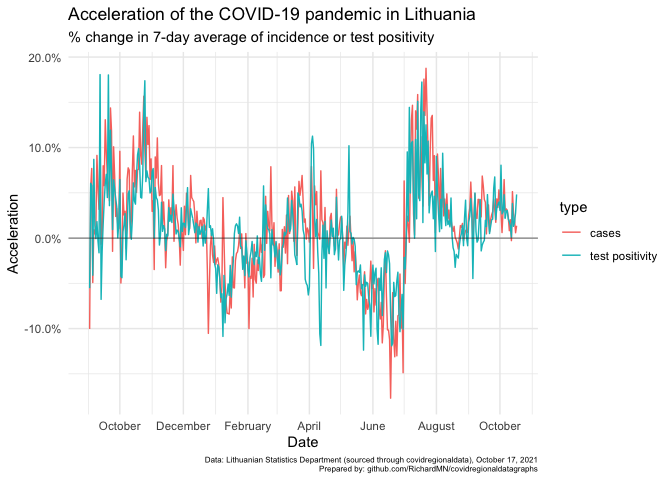 Acceleration of the COVID-19 pandemic in Lithuania
% change in 7-day average of incidence or test positivity
20.0%
10.0%
0.0%
-10.0%
Acceleration
October December February April June August October
Date
type
cases
test positivity
Data: Lithuanian Statistics Department (sourced through covidregionaldata), October 17, 2021
Prepared by: github.com/RichardMN/covidregionaldatagraphs